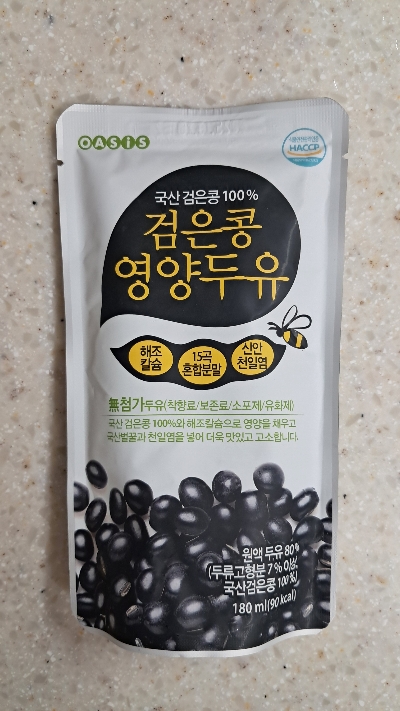 OASIS
HACCP
국산 검은콩 100%
검은콩
영양두유
해조
칼슘
15곡
혼합분말
신안
천일염
無첨가두유(착향료/보존료/소포제/유화제)
국산 검은콩 100%와 해조칼슘으로 영양을 채우고
국산벌꿀과 천일염을 넣어 더욱 맛있고 고소합니다.
원액 두유 80%
(두류고형분 7% 이상,
국산검은콩 100%)
180 ml(90 kcal)